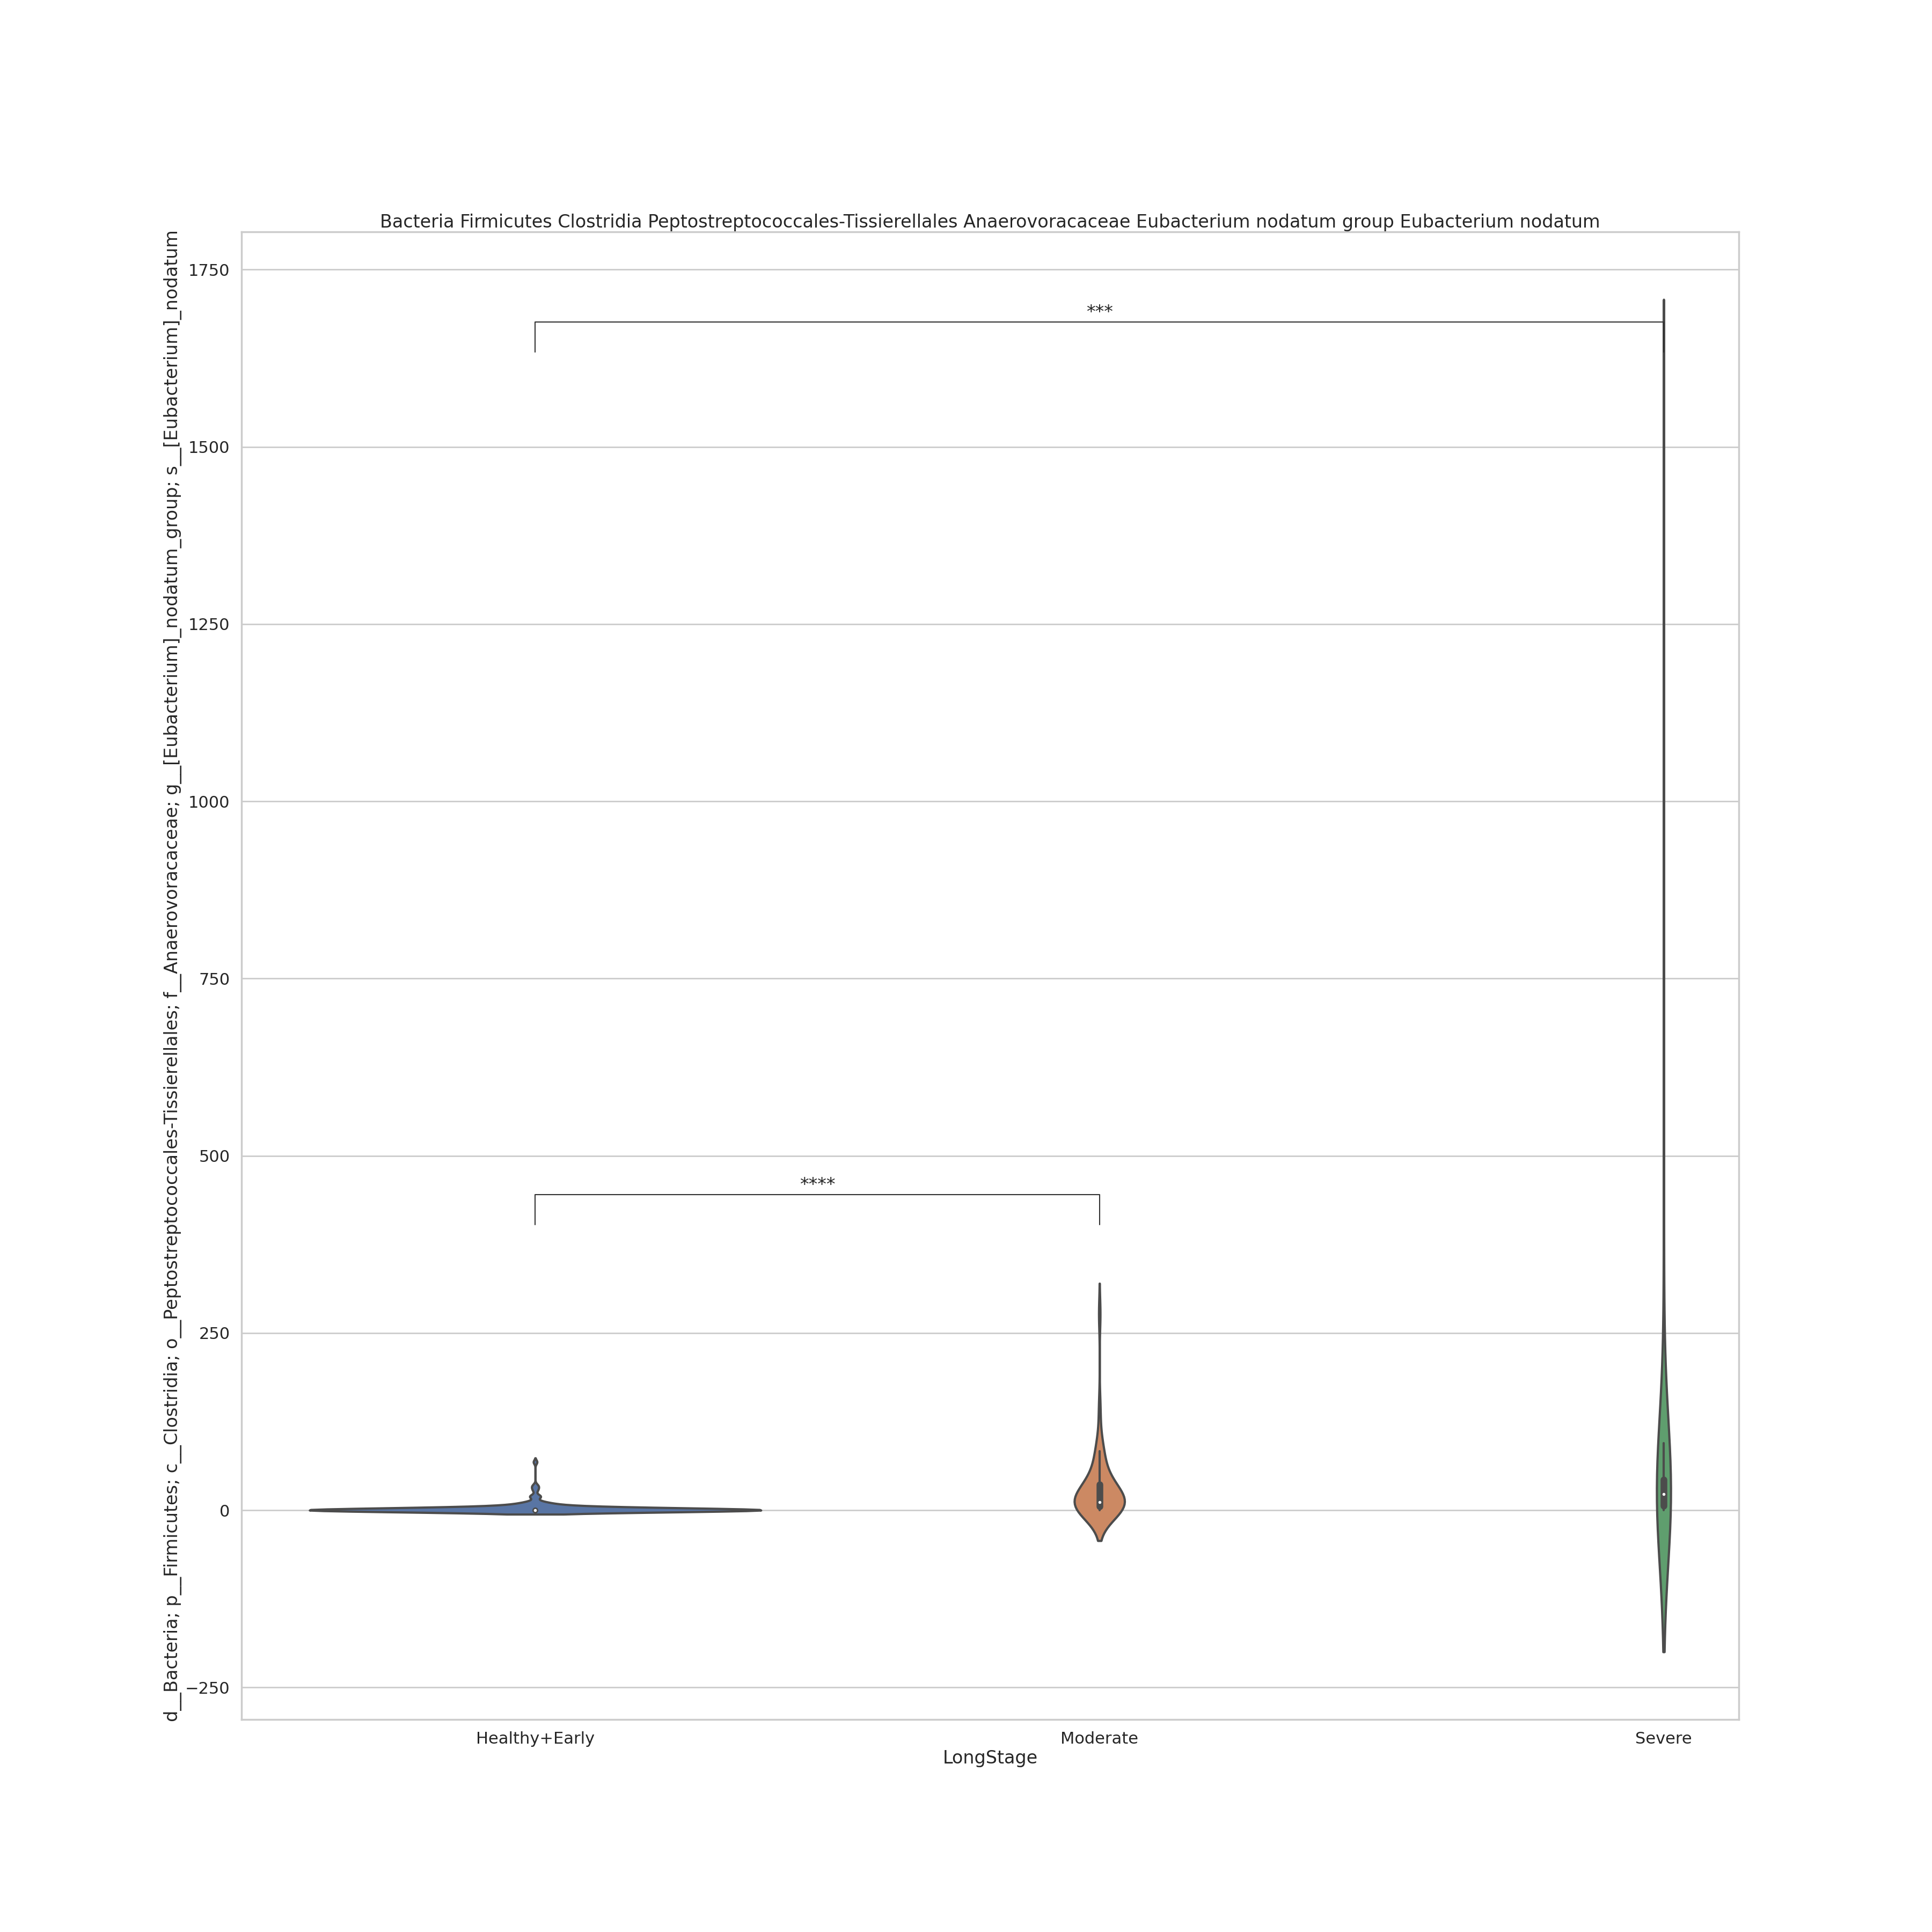 Bacteria Firmicutes Clostridia Peptostreptococcales-Tissierellales Anaerovoracaceae Eubacterium nodatum group Eubacterium nodatum
d__Bacteria; p__Firmicutes; c__Clostridia; o__Peptostreptococcales-Tissierellales; f__Anaerovoracaceae; g__[Eubacterium]_nodatum_group; s__[Eubacterium]_nodatum
1750
1500
1250
1000
750
500
250
0
−250
***
****
Healthy+Early
Moderate
Severe
LongStage